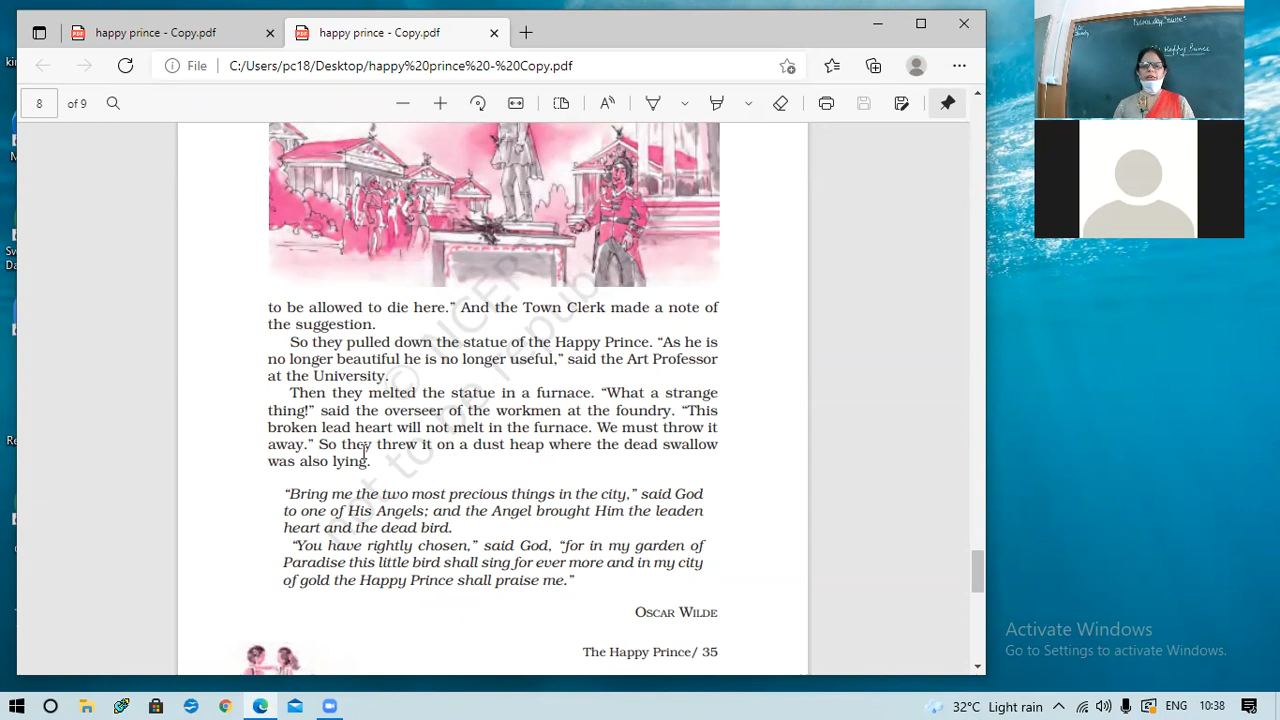 happy prince - Copy.pdf
happy prince - Copy.pdf
File C:/Users/pc18/Desktop/happy%20prince%20-%20Copy.pdf
8 of 9
to be allowed to die here.” And the Town Clerk made a note of
the suggestion.
So they pulled down the statue of the Happy Prince. “As he is
no longer beautiful he is no longer useful,” said the Art Professor
at the University.
Then they melted the statue in a furnace. “What a strange
thing!” said the overseer of the workmen at the foundry. “This
broken lead heart will not melt in the furnace. We must throw it
away.” So they threw it on a dust heap where the dead swallow
was also lying.
“Bring me the two most precious things in the city,” said God
to one of His Angels; and the Angel brought Him the leaden
heart and the dead bird.
“You have rightly chosen,” said God, “for in my garden of
Paradise this little bird shall sing for ever more and in my city
of gold the Happy Prince shall praise me.”
OSCAR WILDE
The Happy Prince/ 35
Happy Prince
Activate Windows
Go to Settings to activate Windows.
32°C Light rain ENG 10:38